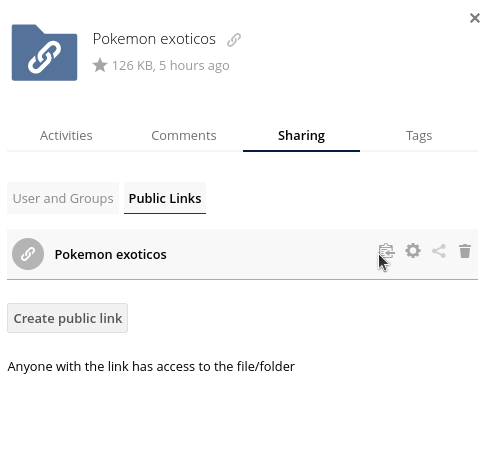 Pokemon exoticos
126 KB, 5 hours ago
Activities Comments Sharing Tags
User and Groups Public Links
Pokemon exoticos
Create public link
Anyone with the link has access to the file/folder